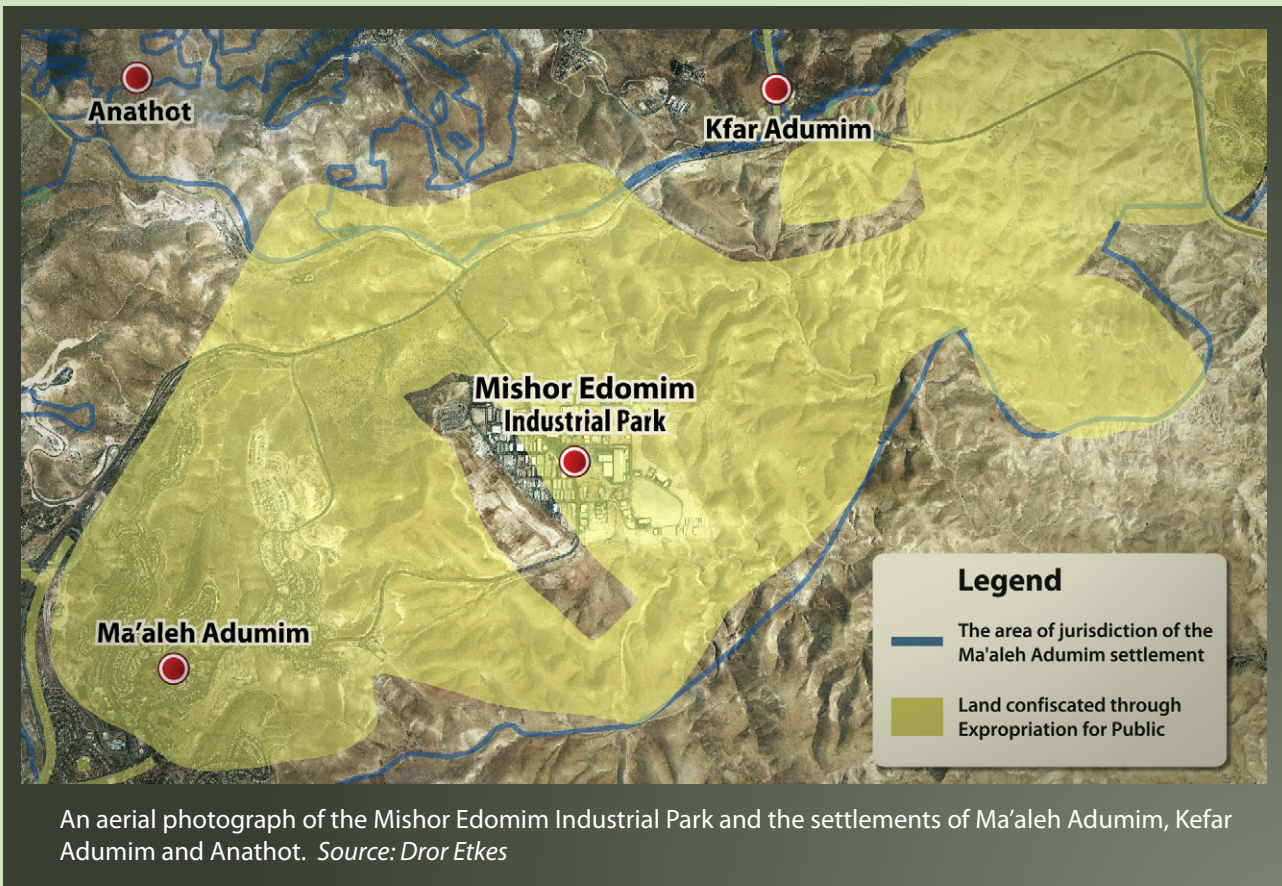 Anathot
Kfar Adumim
Mishor Edomim
Industrial Park
Ma'aleh Adumim
Legend
The area of jurisdiction of the
Ma'aleh Adumim settlement
Land confiscated through
Expropriation for Public
An aerial photograph of the Mishor Edomim Industrial Park and the settlements of Ma'aleh Adumim, Kefar
Adumim and Anathot. Source: Dror Etkes